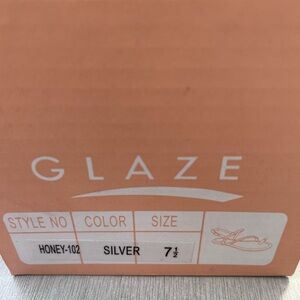 GLAZE
STYLE NO COLOR SIZE
HONEY-102 SILVER 7½